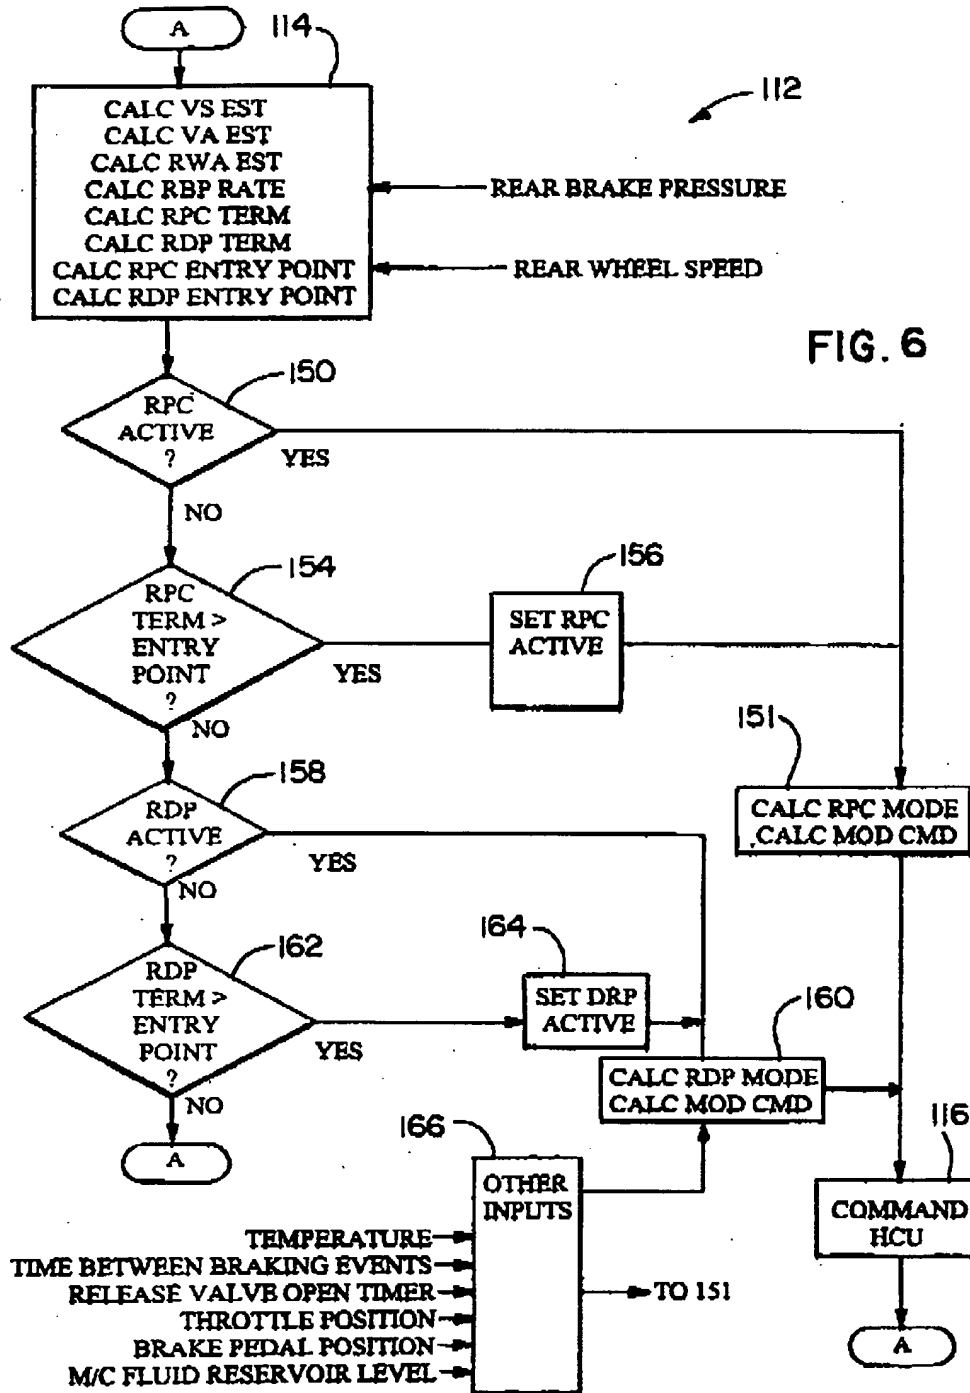 A
114
112
CALC VS EST
CALC VA EST
CALC RWA EST
CALC RBP RATE
CALC RPC TERM
CALC RDP TERM
CALC RPC ENTRY POINT
CALC RDP ENTRY POINT
REAR BRAKE PRESSURE
REAR WHEEL SPEED
FIG. 6
150
RPC
ACTIVE
?
YES
NO
154
RPC
TERM >
ENTRY
POINT
?
YES
NO
156
SET RPC
ACTIVE
151
CALC RPC MODE
CALC MOD CMD
158
RDP
ACTIVE
?
YES
NO
162
RDP
TERM >
ENTRY
POINT
?
YES
NO
164
SET DRP
ACTIVE
160
CALC RDP MODE
CALC MOD CMD
A
166
OTHER
INPUTS
TEMPERATURE
TIME BETWEEN BRAKING EVENTS
RELEASE VALVE OPEN TIMER
THROTTLE POSITION
BRAKE PEDAL POSITION
M/C FLUID RESERVOIR LEVEL
TO 151
116
COMMAND
HCU
A